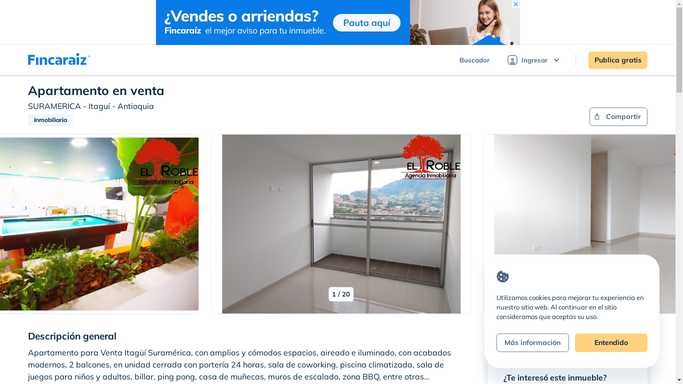 ¿Vendes o arriendas?
Fincaraíz el mejor aviso para tu inmueble.
Pauta aquí
Fincaraíz
Buscador
Ingresar
Publica gratis
Apartamento en venta
SURAMERICA - Itaguí - Antioquia
Inmobiliaria
Compartir
EL ROBLE
Agencia Inmobiliaria
EL ROBLE
Agencia Inmobiliaria
1 / 20
Utilizamos cookies para mejorar tu experiencia en
nuestro sitio web. Al continuar en el sitio
consideramos que aceptas su uso.
Más información
Entendido
Descripción general
Apartamento para Venta Itagüí Suramérica, con amplios y cómodos espacios, aireado e iluminado, con acabados
modernos, 2 balcones, en unidad cerrada con portería 24 horas, sala de coworking, piscina climatizada, sala de
juegos para niños y adultos, billar, ping pong, casa de muñecas, muros de escalada, zona BBQ, entre otras...
¿Te interesó este inmueble?